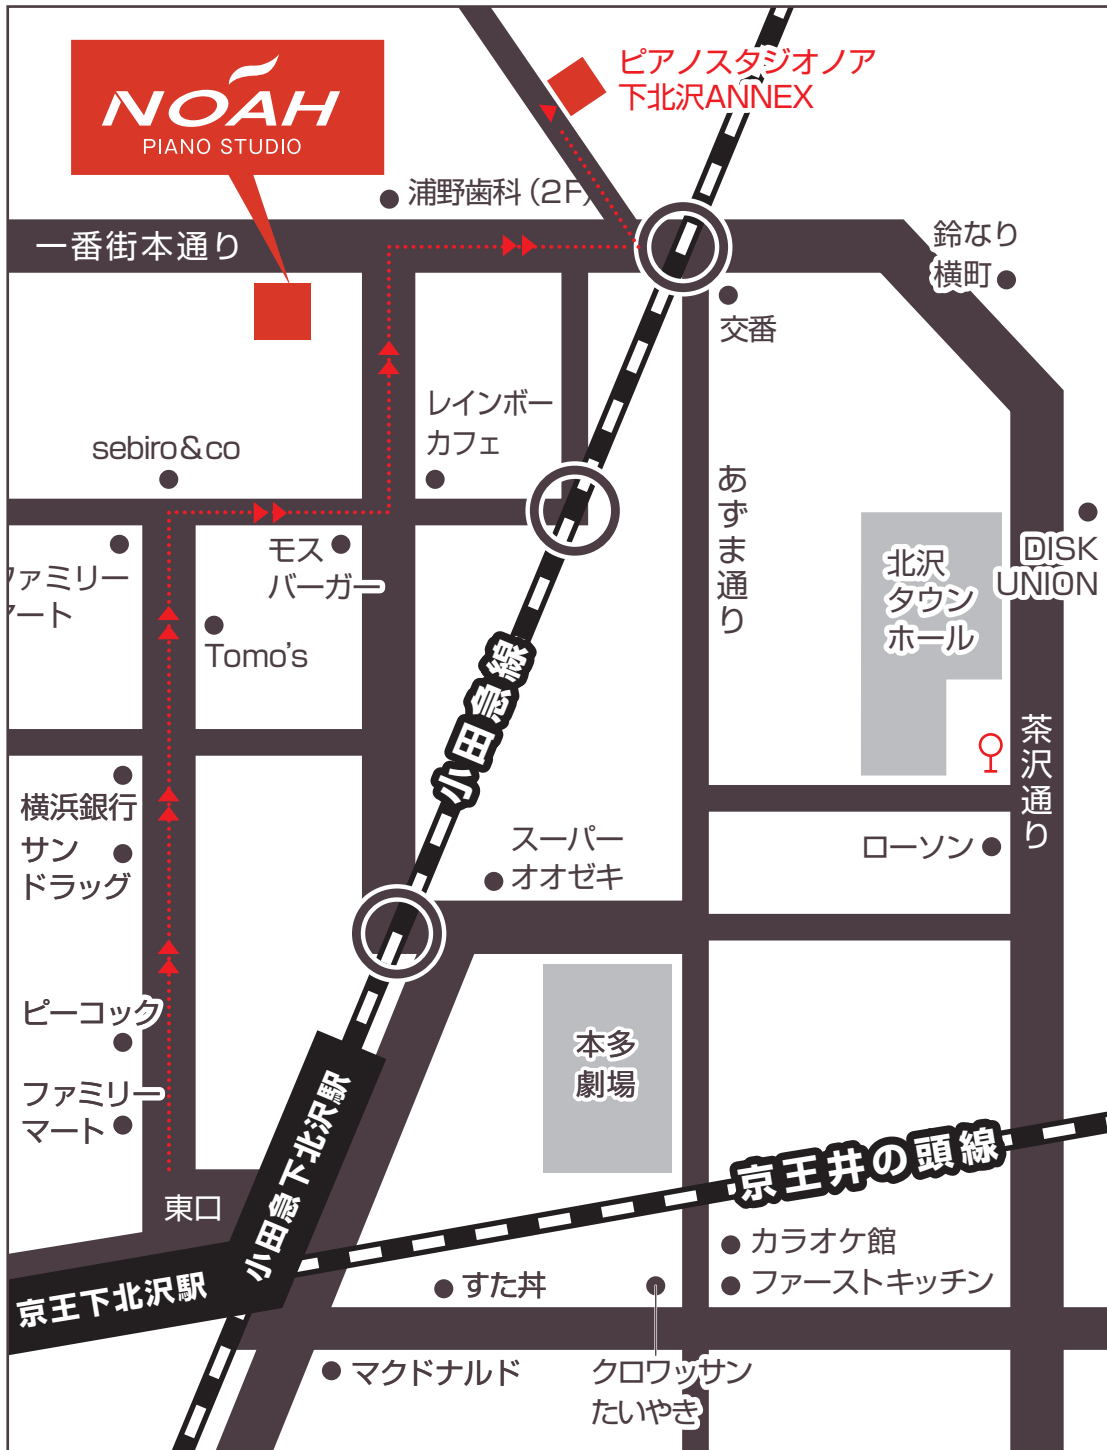 NOAH
PIANO STUDIO
ピアノスタジオノア
下北沢ANNEX
浦野歯科(2F)
一番街本通り
鈴なり
横町
交番
レインボー
カフェ
sebiro&co
あずま通り
モス
バーガー
ファミリー
マート
Tomo's
北沢
タウン
ホール
DISK
UNION
小田急線
茶沢通り
横浜銀行
サン
ドラッグ
スーパー
オオゼキ
ローソン
ピーコック
ファミリー
マート
本多
劇場
小田急下北沢駅
京王井の頭線
東口
京王下北沢駅
カラオケ館
ファーストキッチン
すた丼
マクドナルド
クロワッサン
たいやき